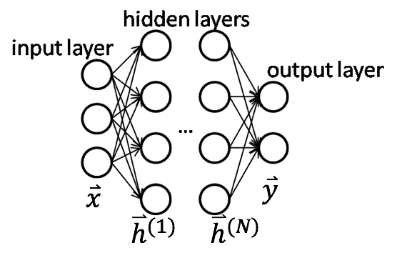 hidden layers
input layer
output layer
...
x⃗
y⃗
h⃗⁽¹⁾
h⃗⁽ᴺ⁾